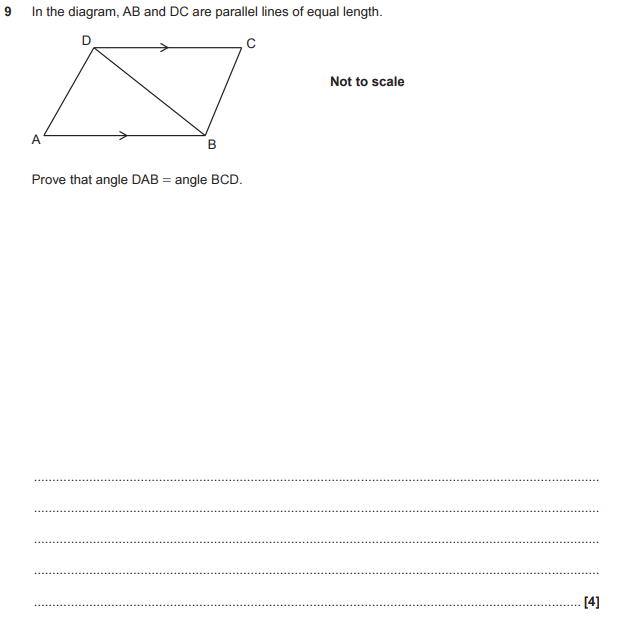 9 In the diagram, AB and DC are parallel lines of equal length.
D
C
Not to scale
A
B
Prove that angle DAB = angle BCD.
[4]